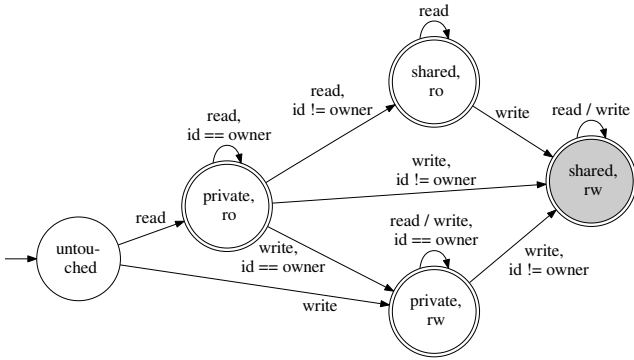 read
shared,
ro
read,
id != owner
write
read / write
shared,
rw
read,
id == owner
write,
id != owner
private,
ro
read
untou-
ched
write,
id == owner
read / write,
id == owner
write,
id != owner
write
private,
rw